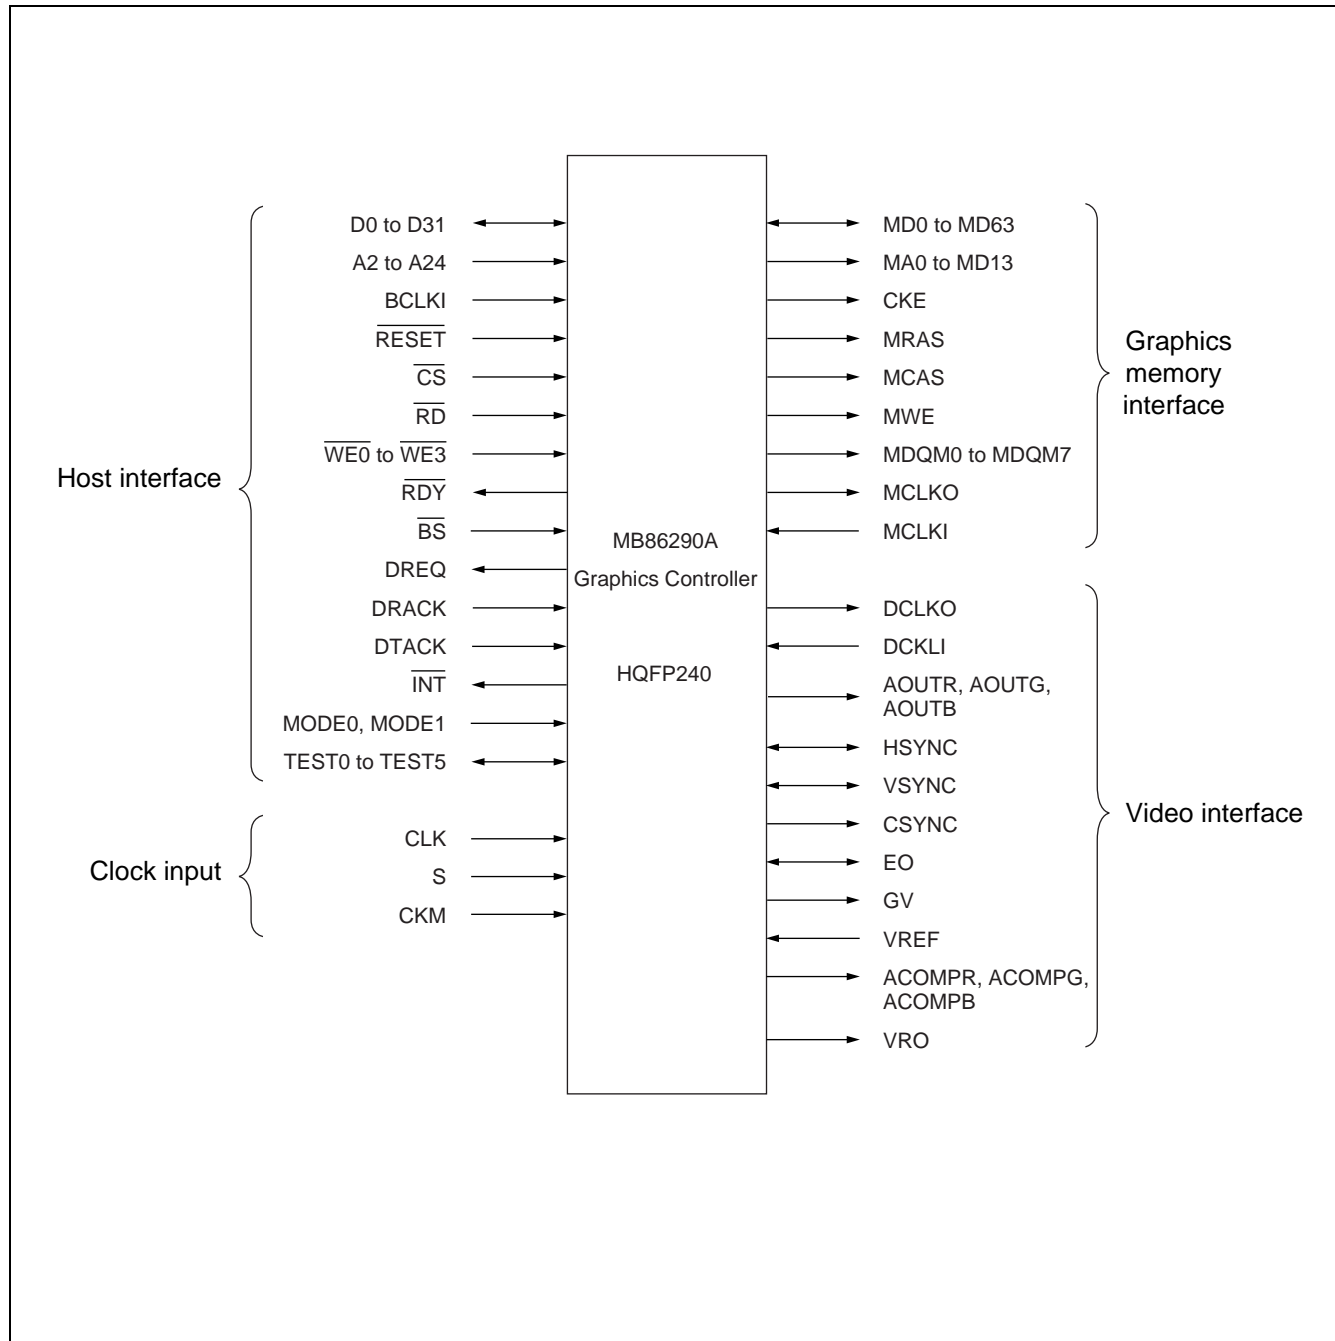 Host interface
D0 to D31
A2 to A24
BCLKI
RESET
CS
RD
WE0 to WE3
RDY
BS
DREQ
DRACK
DTACK
INT
MODE0, MODE1
TEST0 to TEST5
Clock input
CLK
S
CKM
MB86290A
Graphics Controller
HQFP240
MD0 to MD63
MA0 to MD13
CKE
MRAS
MCAS
MWE
MDQM0 to MDQM7
MCLKO
MCLKI
Graphics
memory
interface
DCLKO
DCKLI
AOUTR, AOUTG,
AOUTB
HSYNC
VSYNC
CSYNC
EO
GV
VREF
ACOMPR, ACOMPG,
ACOMPB
VRO
Video interface